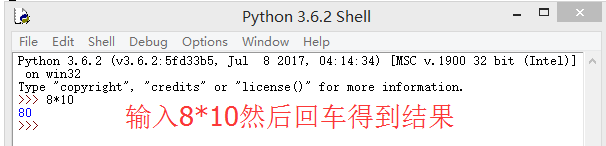 Python 3.6.2 Shell
File Edit Shell Debug Options Window Help
Python 3.6.2 (v3.6.2:5fd33b5, Jul  8 2017, 04:14:34) [MSC v.1900 32 bit (Intel)]
 on win32
Type "copyright", "credits" or "license()" for more information.
>>> 8*10
80
>>>
输入8*10然后回车得到结果